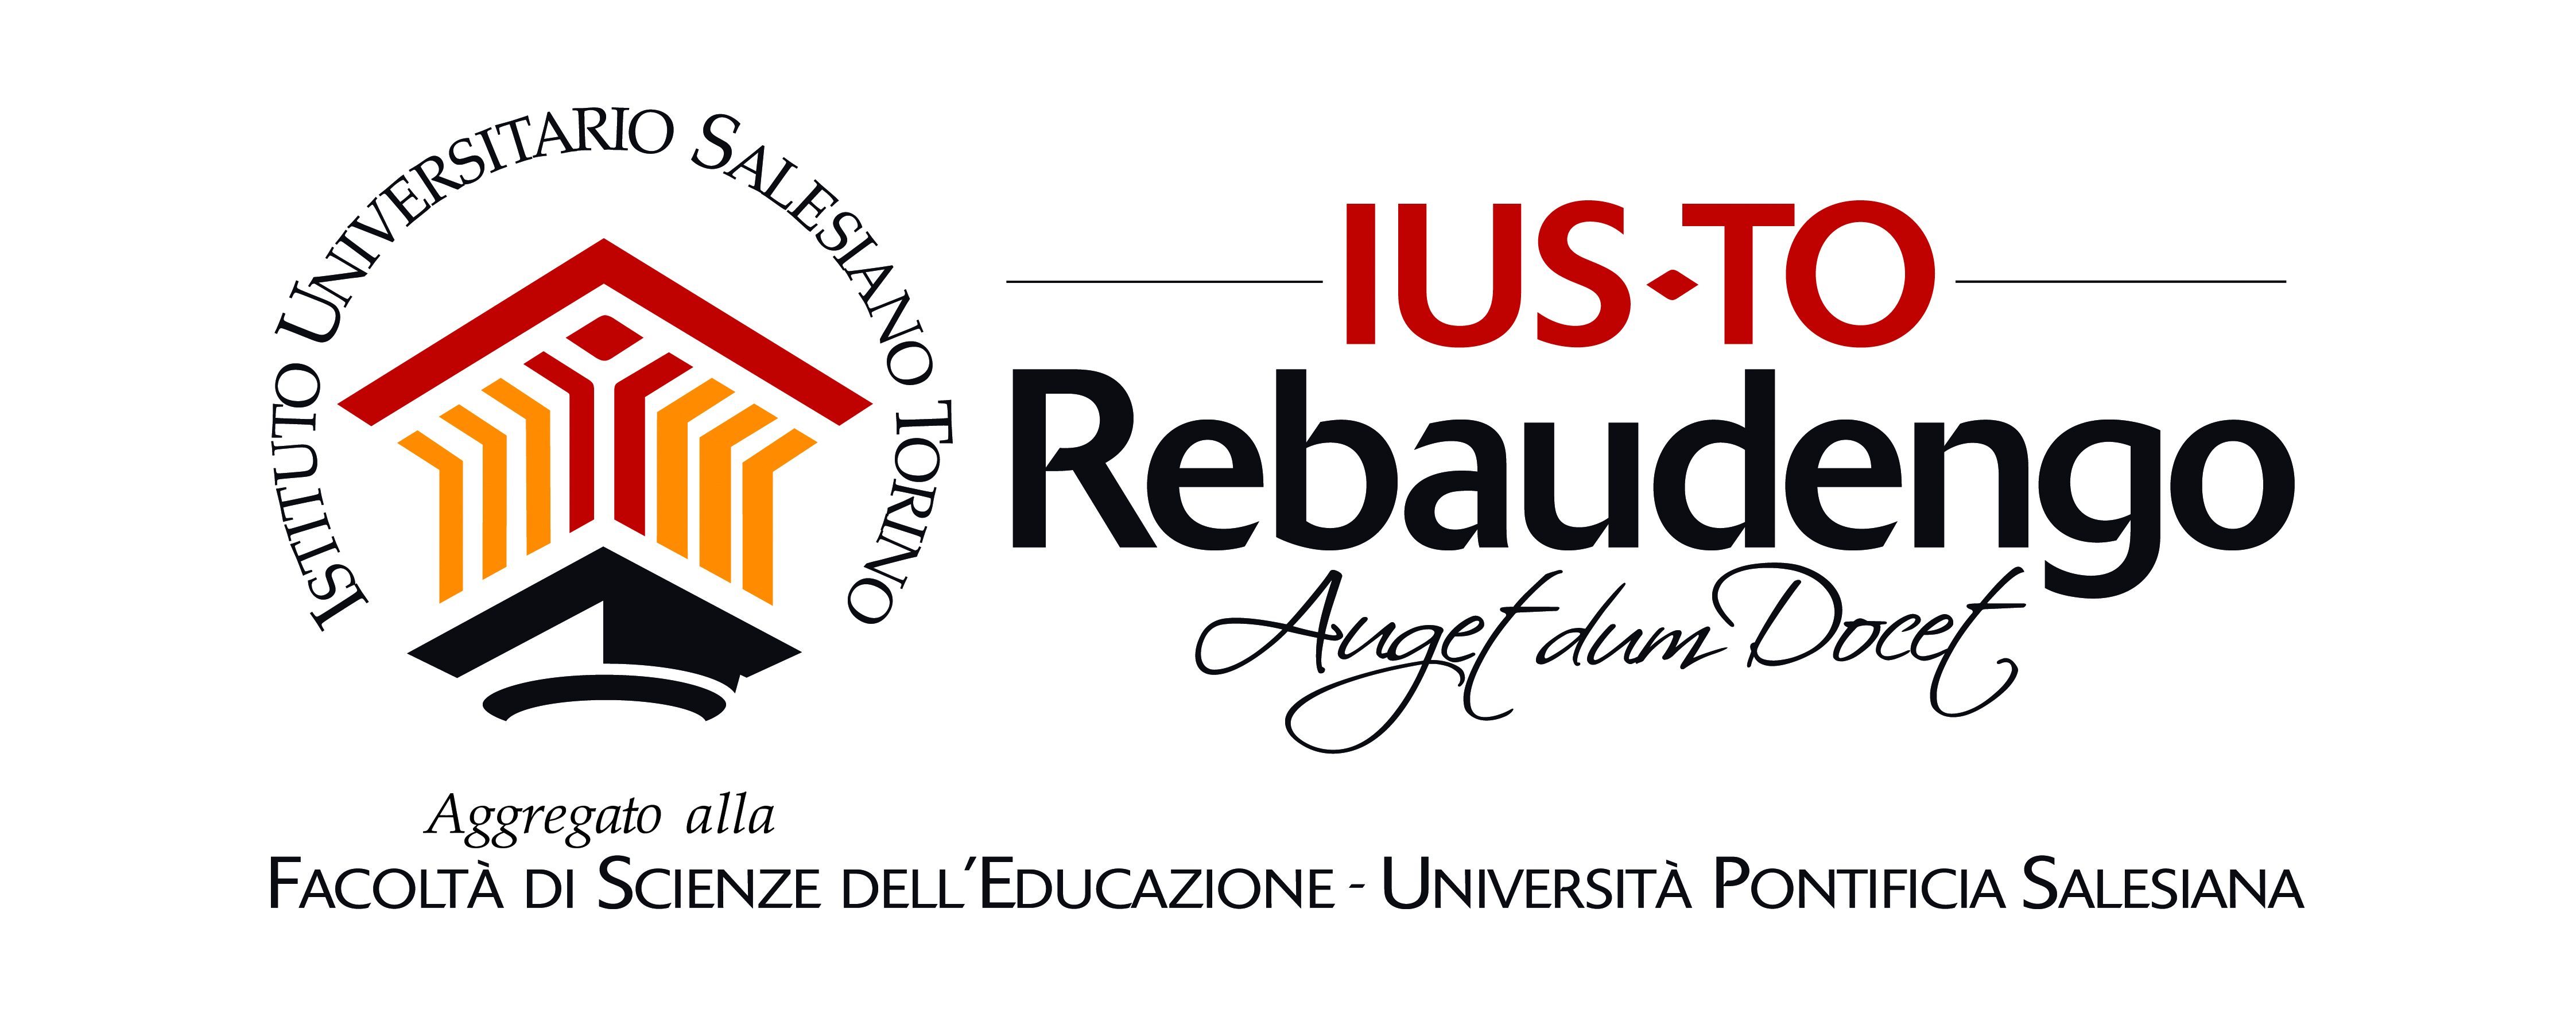 Istituto Universitario Salesiano Torino
IUS-TO
Rebaudengo
Auget dum Docet
Aggregato alla
Facoltà di Scienze dell'Educazione - Università Pontificia Salesiana